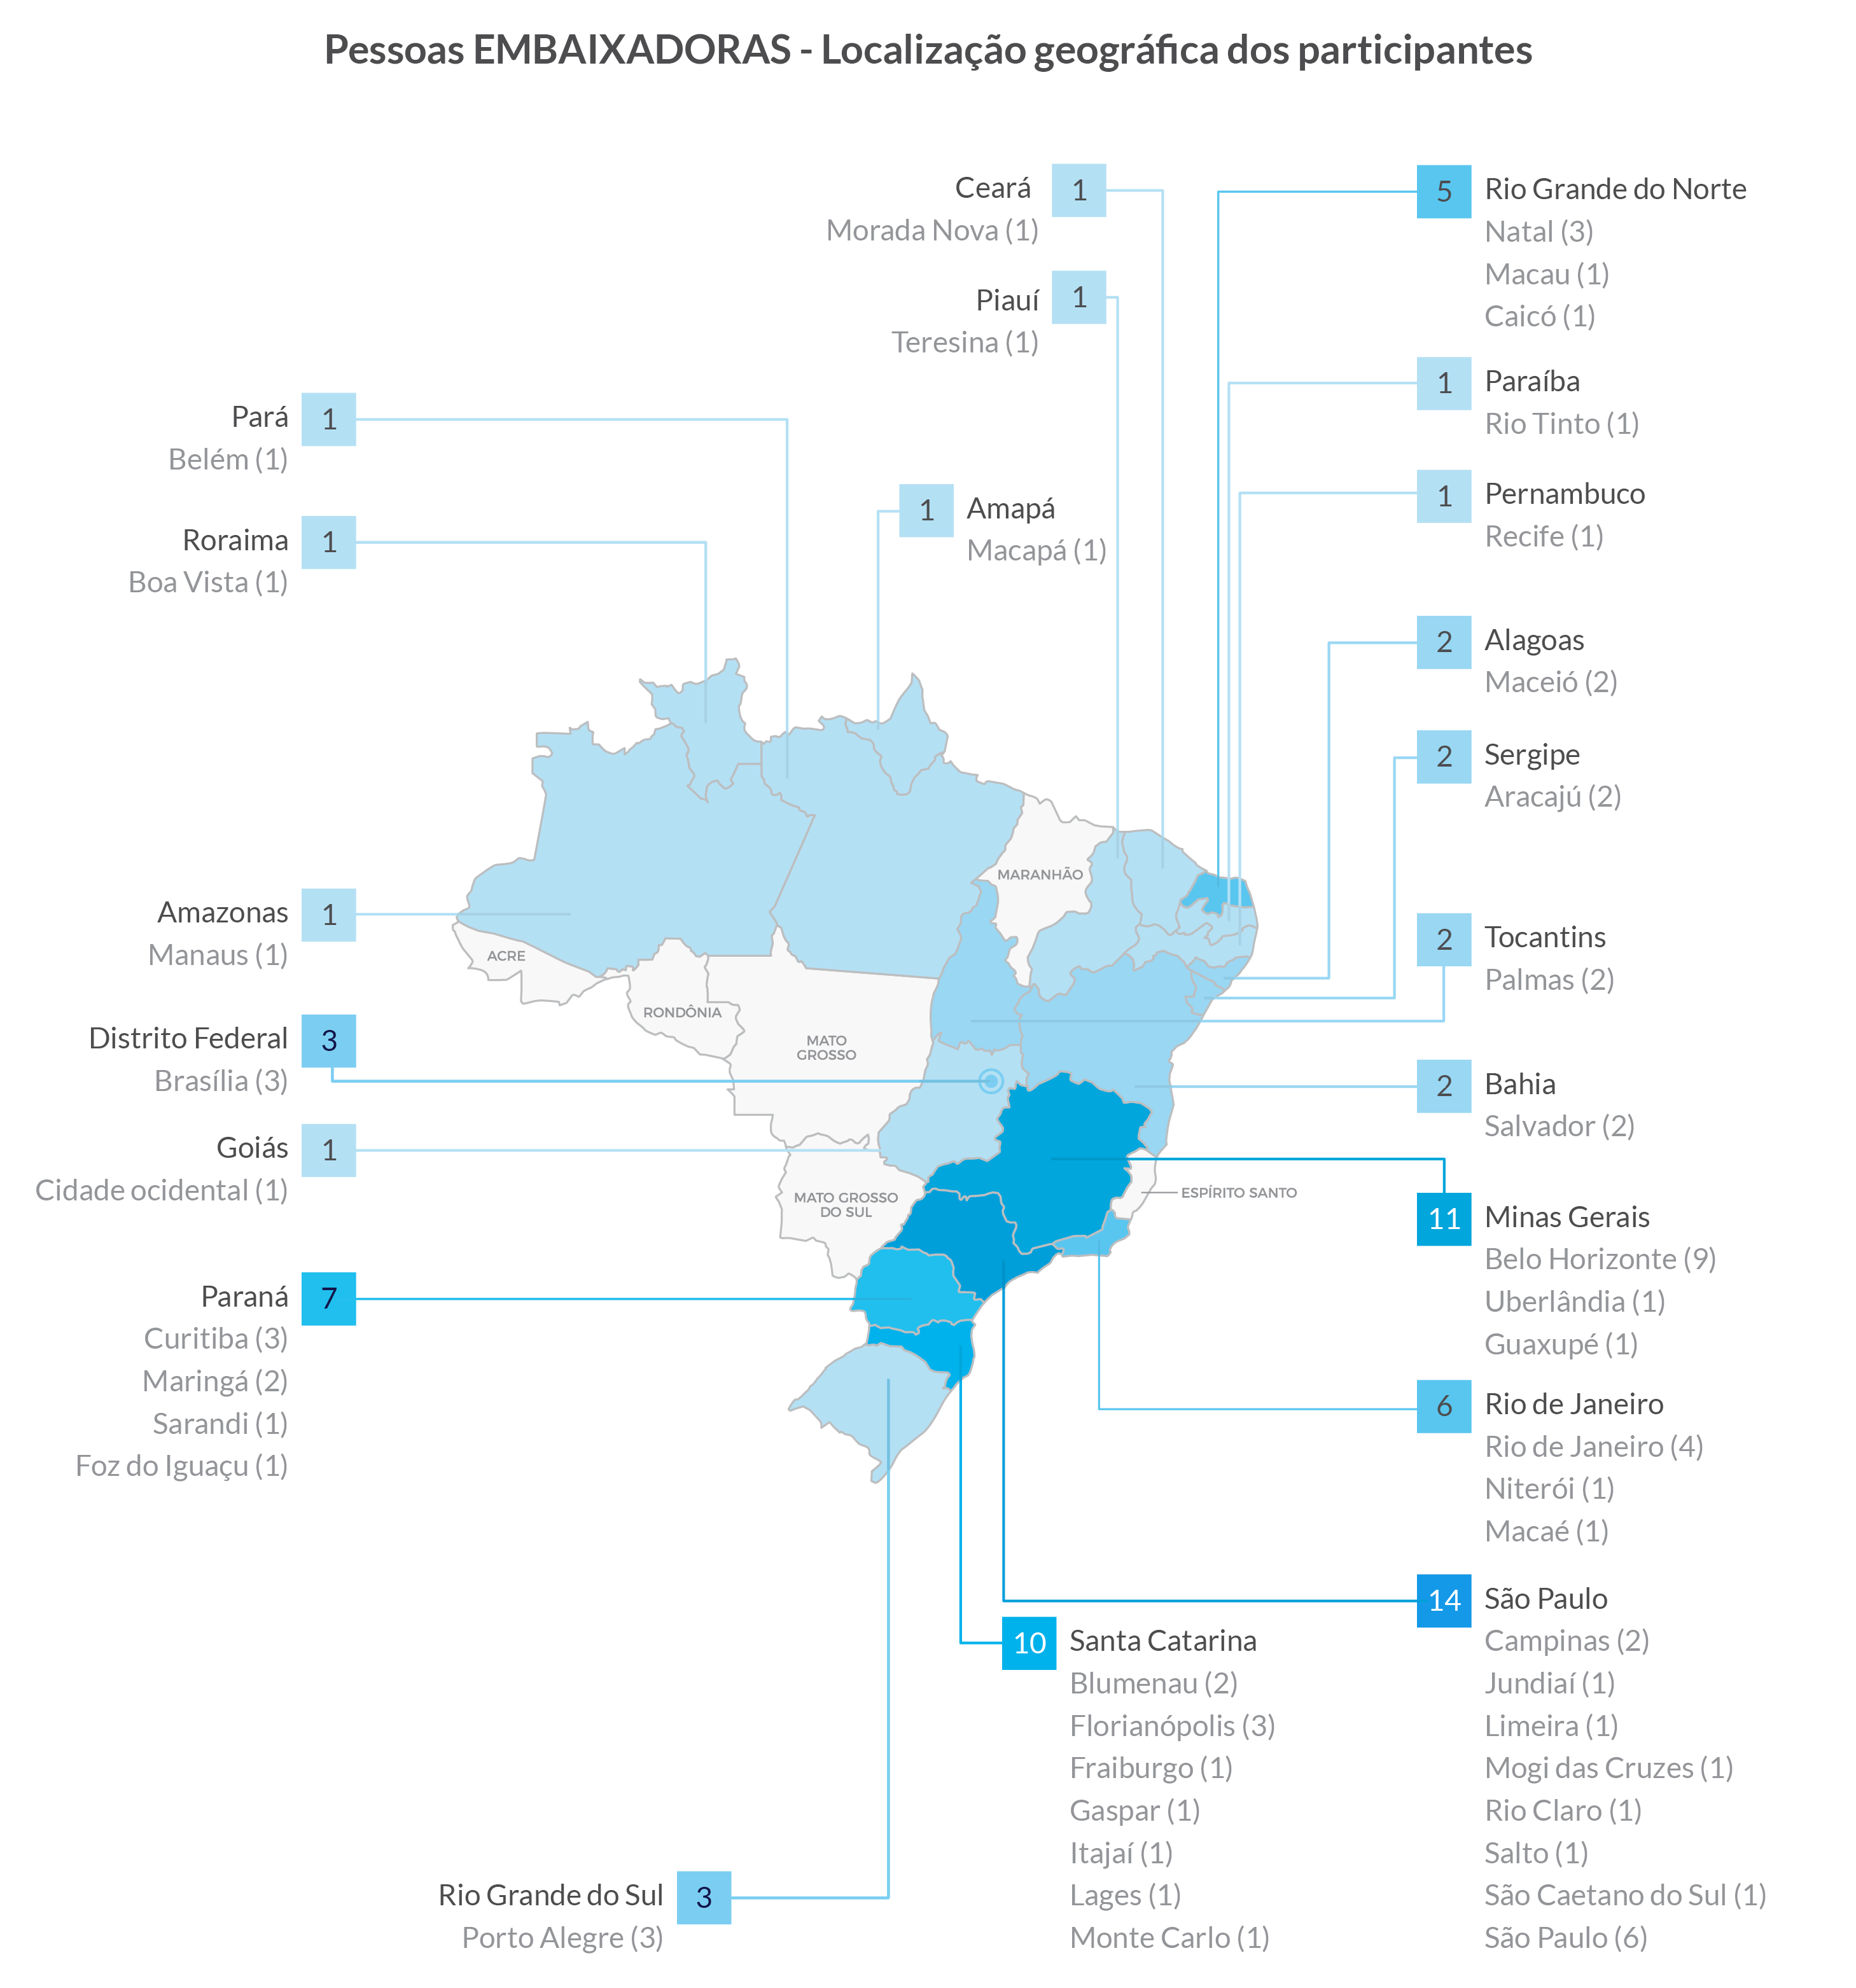 Pessoas EMBAIXADORAS - Localização geográfica dos participantes
Ceará 1
Morada Nova (1)
Piauí 1
Teresina (1)
5 Rio Grande do Norte
Natal (3)
Macau (1)
Caicó (1)
1 Paraíba
Rio Tinto (1)
1 Pernambuco
Recife (1)
Pará 1
Belém (1)
Roraima 1
Boa Vista (1)
1 Amapá
Macapá (1)
2 Alagoas
Maceió (2)
2 Sergipe
Aracajú (2)
MARANHÃO
Amazonas 1
Manaus (1)
ACRE
RONDÔNIA
MATO
GROSSO
2 Tocantins
Palmas (2)
Distrito Federal 3
Brasília (3)
2 Bahia
Salvador (2)
Goiás 1
Cidade ocidental (1)
MATO GROSSO
DO SUL
ESPÍRITO SANTO
11 Minas Gerais
Belo Horizonte (9)
Uberlândia (1)
Guaxupé (1)
Paraná 7
Curitiba (3)
Maringá (2)
Sarandi (1)
Foz do Iguaçu (1)
6 Rio de Janeiro
Rio de Janeiro (4)
Niterói (1)
Macaé (1)
14 São Paulo
Campinas (2)
Jundiaí (1)
Limeira (1)
Mogi das Cruzes (1)
Rio Claro (1)
Salto (1)
São Caetano do Sul (1)
São Paulo (6)
10 Santa Catarina
Blumenau (2)
Florianópolis (3)
Fraiburgo (1)
Gaspar (1)
Itajaí (1)
Lages (1)
Monte Carlo (1)
Rio Grande do Sul 3
Porto Alegre (3)